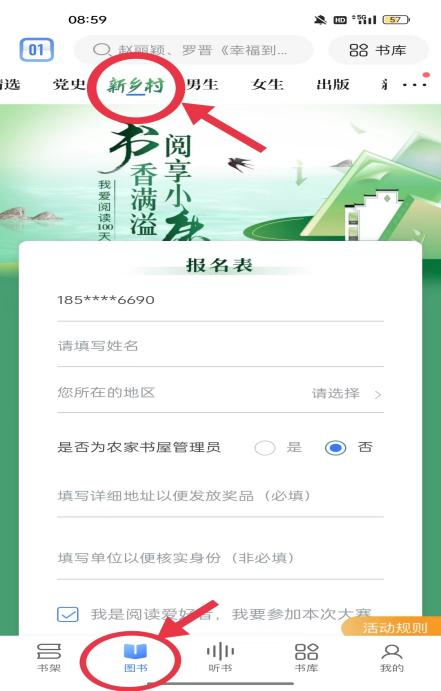 08:59
HD 5G 57
01 赵丽颖、罗晋《幸福到... 书库
党史 新乡村 男生 女生 出版
书香满溢
阅享小康
我爱阅读100天
报名表
185****6690
请填写姓名
您所在的地区 请选择 >
是否为农家书屋管理员 是 否
填写详细地址以便发放奖品（必填）
填写单位以便核实身份（非必填）
我是阅读爱好者，我要参加本次大赛
活动规则
书架 图书 听书 书库 我的